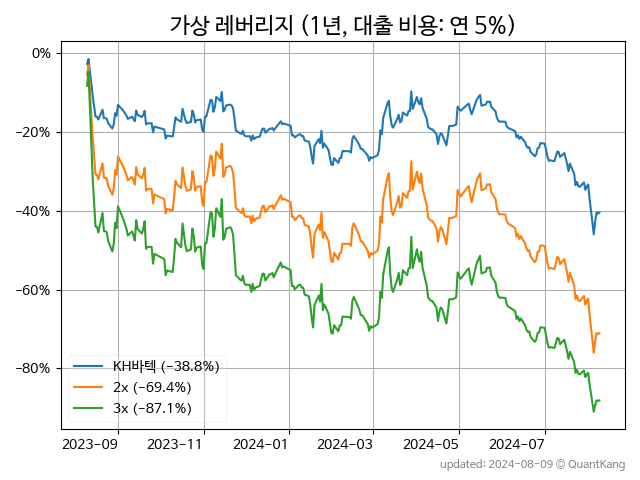 가상 레버리지 (1년, 대출 비용: 연 5%)
0%
−20%
−40%
−60%
−80%
KH바텍 (−38.8%)
2x (−69.4%)
3x (−87.1%)
2023-09
2023-11
2024-01
2024-03
2024-05
2024-07
updated: 2024-08-09 © QuantKang